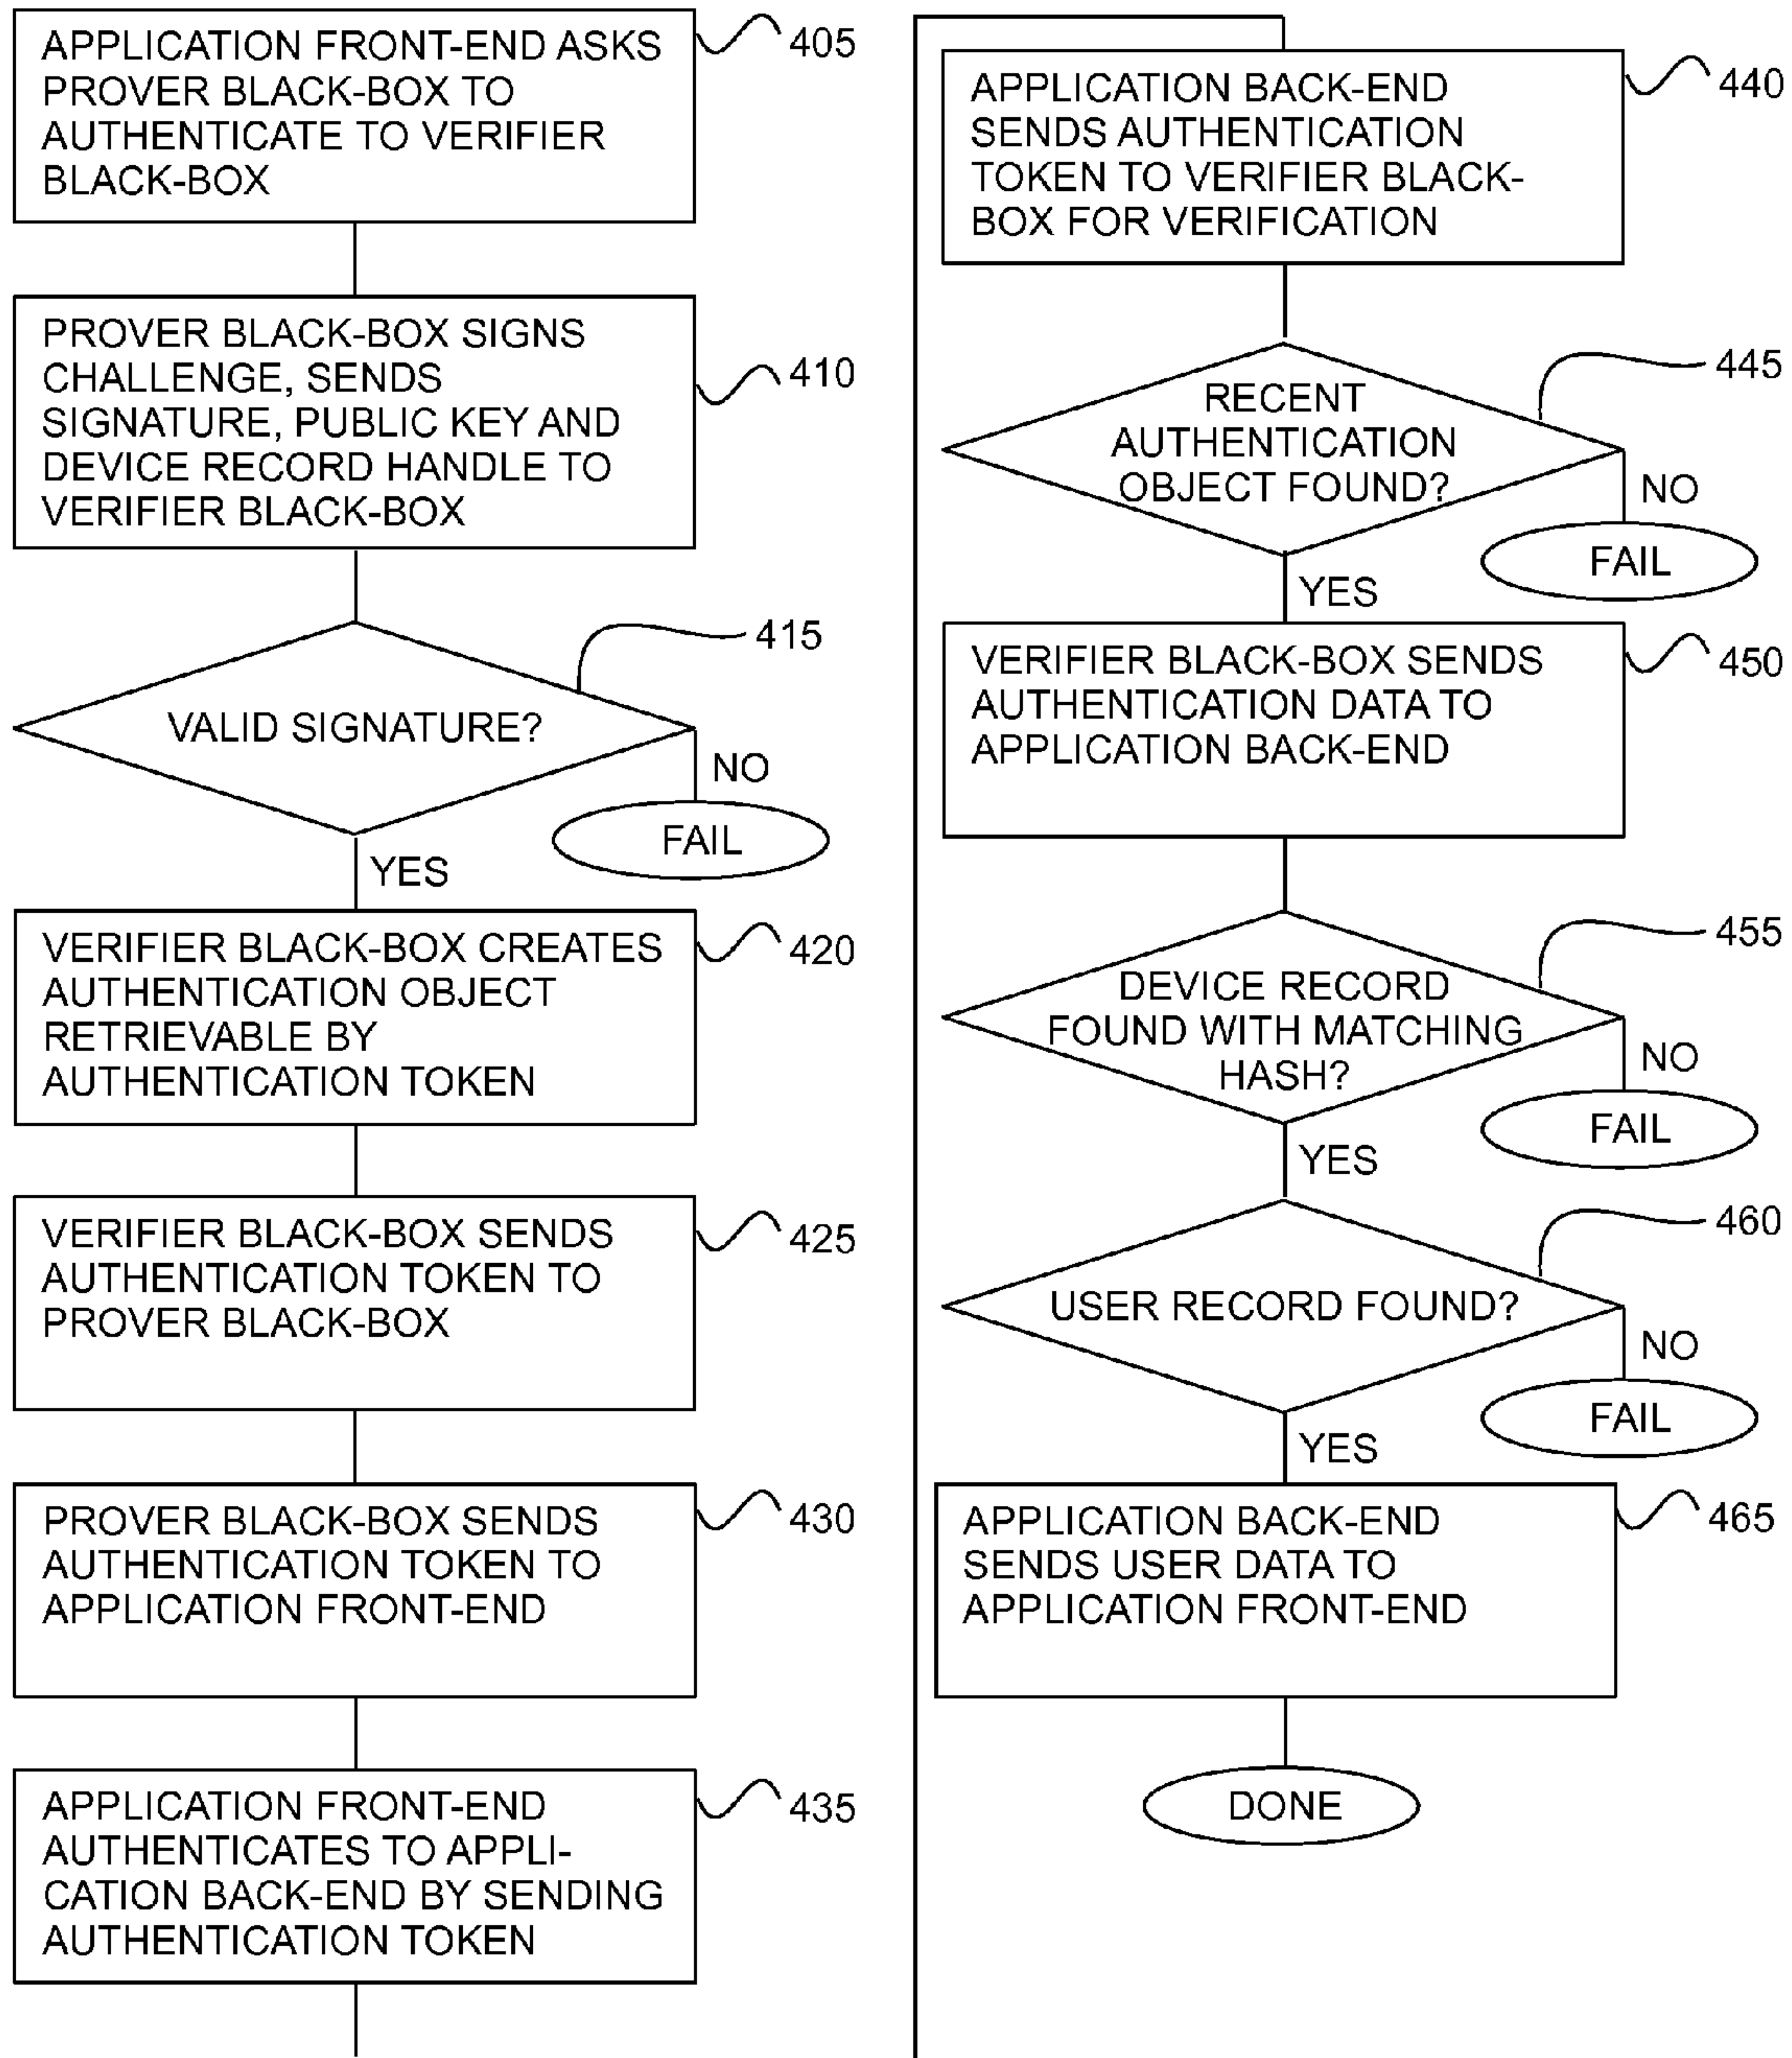 APPLICATION FRONT-END ASKS
PROVER BLACK-BOX TO
AUTHENTICATE TO VERIFIER
BLACK-BOX
405
PROVER BLACK-BOX SIGNS
CHALLENGE, SENDS
SIGNATURE, PUBLIC KEY AND
DEVICE RECORD HANDLE TO
VERIFIER BLACK-BOX
410
415
VALID SIGNATURE?
NO
FAIL
YES
VERIFIER BLACK-BOX CREATES
AUTHENTICATION OBJECT
RETRIEVABLE BY
AUTHENTICATION TOKEN
420
VERIFIER BLACK-BOX SENDS
AUTHENTICATION TOKEN TO
PROVER BLACK-BOX
425
PROVER BLACK-BOX SENDS
AUTHENTICATION TOKEN TO
APPLICATION FRONT-END
430
APPLICATION FRONT-END
AUTHENTICATES TO APPLI-
CATION BACK-END BY SENDING
AUTHENTICATION TOKEN
435
APPLICATION BACK-END
SENDS AUTHENTICATION
TOKEN TO VERIFIER BLACK-
BOX FOR VERIFICATION
440
445
RECENT
AUTHENTICATION
OBJECT FOUND?
NO
FAIL
YES
VERIFIER BLACK-BOX SENDS
AUTHENTICATION DATA TO
APPLICATION BACK-END
450
455
DEVICE RECORD
FOUND WITH MATCHING
HASH?
NO
FAIL
YES
460
USER RECORD FOUND?
NO
FAIL
YES
APPLICATION BACK-END
SENDS USER DATA TO
APPLICATION FRONT-END
465
DONE